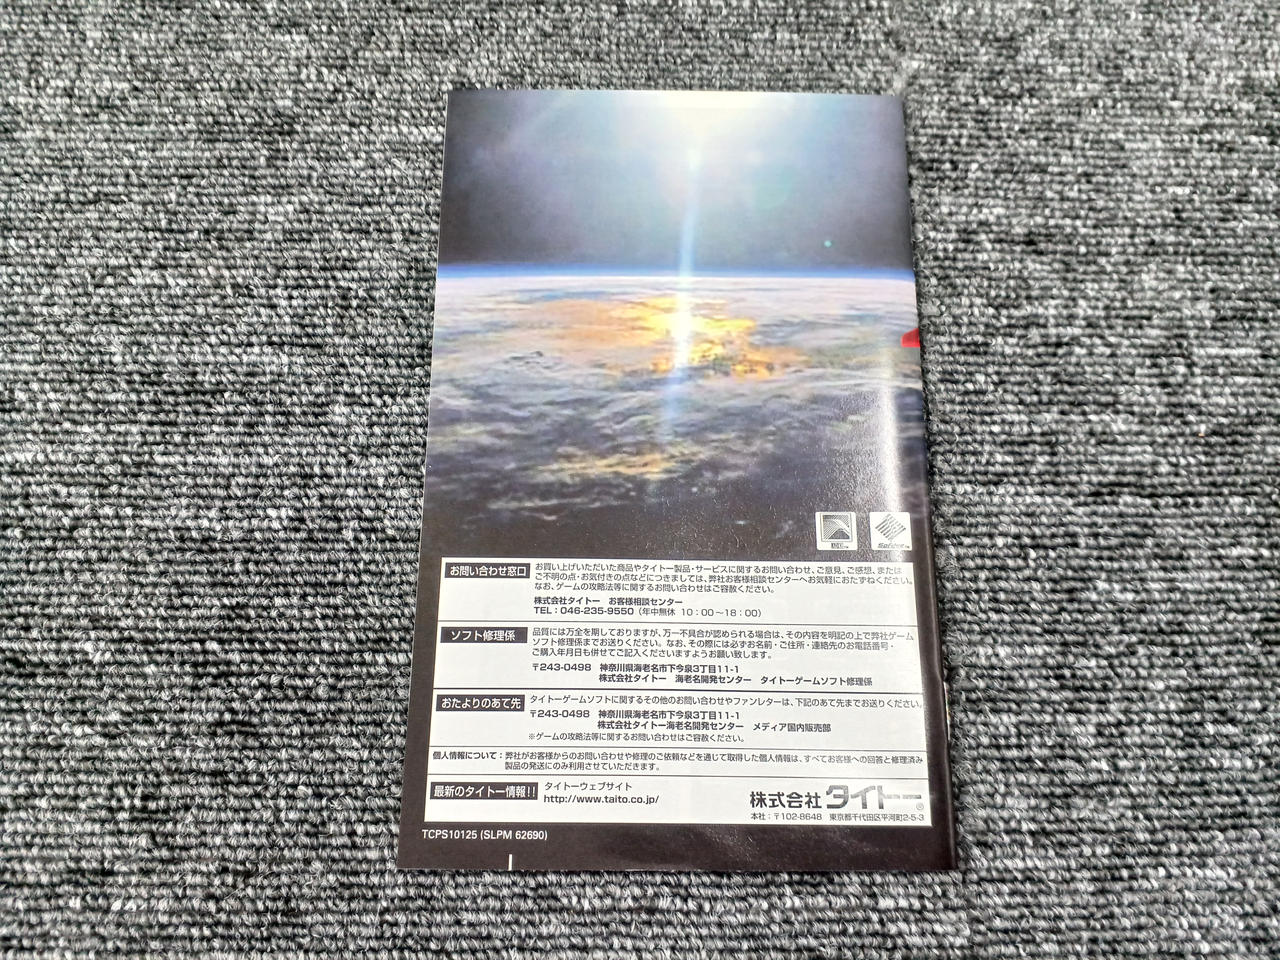 お問い合わせ窓口
お買い上げいただいた商品やタイトー製品・サービスに関するお問い合わせ、ご意見、ご感想、または
ご不明の点・お気付きの点などにつきましては、弊社お客様相談センターへお気軽におたずねください。
なお、ゲームの攻略法等に関するお問い合わせはご容赦ください。
株式会社タイトー お客様相談センター
TEL：046-235-9550（年中無休 10：00～18：00）
ソフト修理係
品質には万全を期しておりますが、万一不具合が認められる場合は、その内容を明記の上で弊社ゲーム
ソフト修理係までお送りください。なお、その際には必ずお名前・ご住所・連絡先のお電話番号・
ご購入年月日も併せてご記入くださいますようお願い致します。
〒243-0498 神奈川県海老名市下今泉3丁目11-1
株式会社タイトー 海老名開発センター タイトーゲームソフト修理係
おたよりのあて先
タイトーゲームソフトに関するその他のお問い合わせやファンレターは、下記のあて先までお送りください。
〒243-0498 神奈川県海老名市下今泉3丁目11-1
株式会社タイトー海老名開発センター メディア国内販売部
※ゲームの攻略法等に関するお問い合わせはご容赦ください。
個人情報について：弊社がお客様からのお問い合わせや修理のご依頼などを通じて取得した個人情報は、すべてお客様への回答と修理済み
製品の発送にのみ利用させていただきます。
最新のタイトー情報!!
タイトーウェブサイト
http://www.taito.co.jp/
株式会社タイトー®
本社：〒102-8648 東京都千代田区平河町2-5-3
TCPS10125 (SLPM 62690)